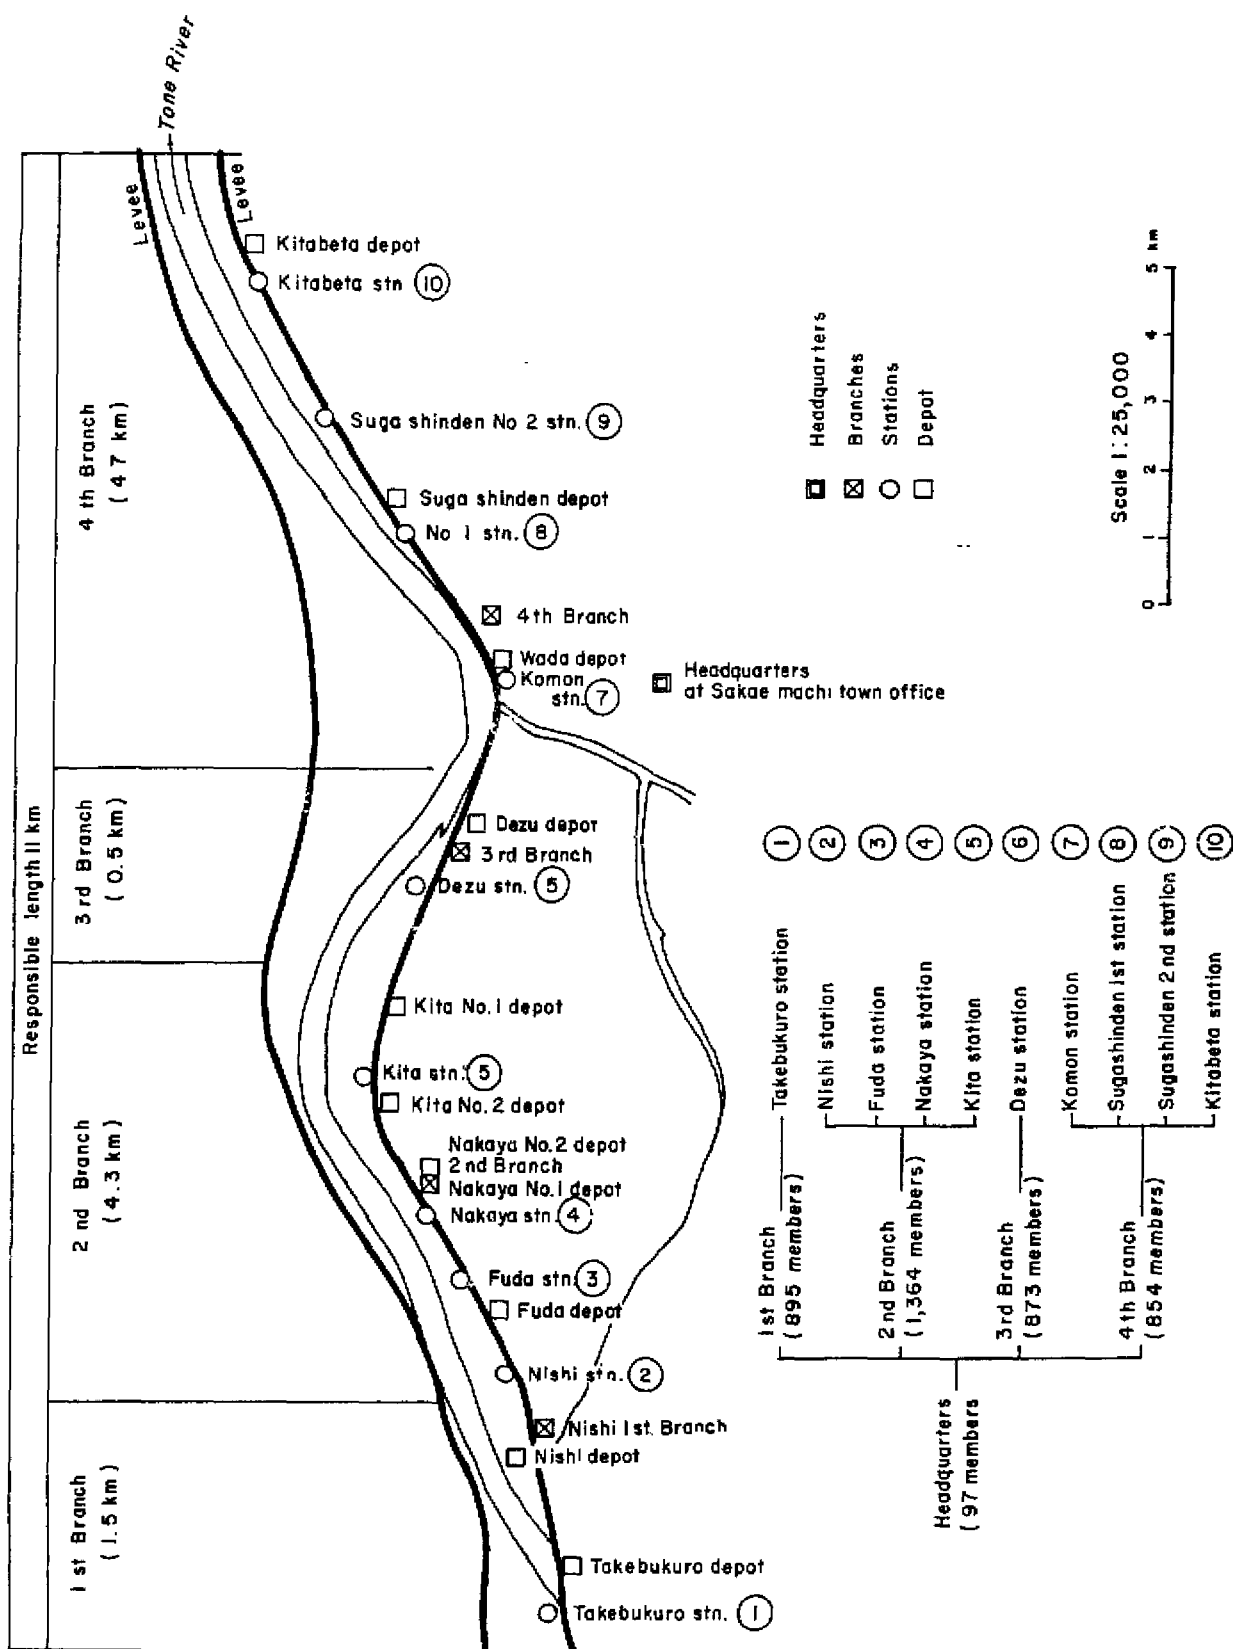 Responsible length 11 km
1st Branch
(1.5 km)
2nd Branch
(4.3 km)
3rd Branch
(0.5 km)
4th Branch
(4.7 km)
Levee
Tone River
Levee
Kitabeta depot
Kitabeta stn 10
Suga shinden No 2 stn. 9
Suga shinden depot
No 1 stn. 8
4th Branch
Wada depot
Komon
stn. 7
Headquarters
at Sakae machi town office
Dezu depot
3rd Branch
Dezu stn. 5
Kita No.1 depot
Kita stn. 5
Kita No.2 depot
Nakaya No.2 depot
2nd Branch
Nakaya No.1 depot
Nakaya stn. 4
Fuda stn. 3
Fuda depot
Nishi stn. 2
Nishi 1st. Branch
Nishi depot
Takebukuro depot
Takebukuro stn. 1
Headquarters
Branches
Stations
Depot
Scale 1:25,000
0 1 2 3 4 5 km
Headquarters
(97 members
1st Branch
(895 members)
2nd Branch
(1,364 members)
3rd Branch
(873 members)
4th Branch
(854 members)
Takebukuro station 1
Nishi station 2
Fuda station 3
Nakaya station 4
Kita station 5
Dezu station 6
Komon station 7
Sugashinden 1st station 8
Sugashinden 2nd station 9
Kitabeta station 10